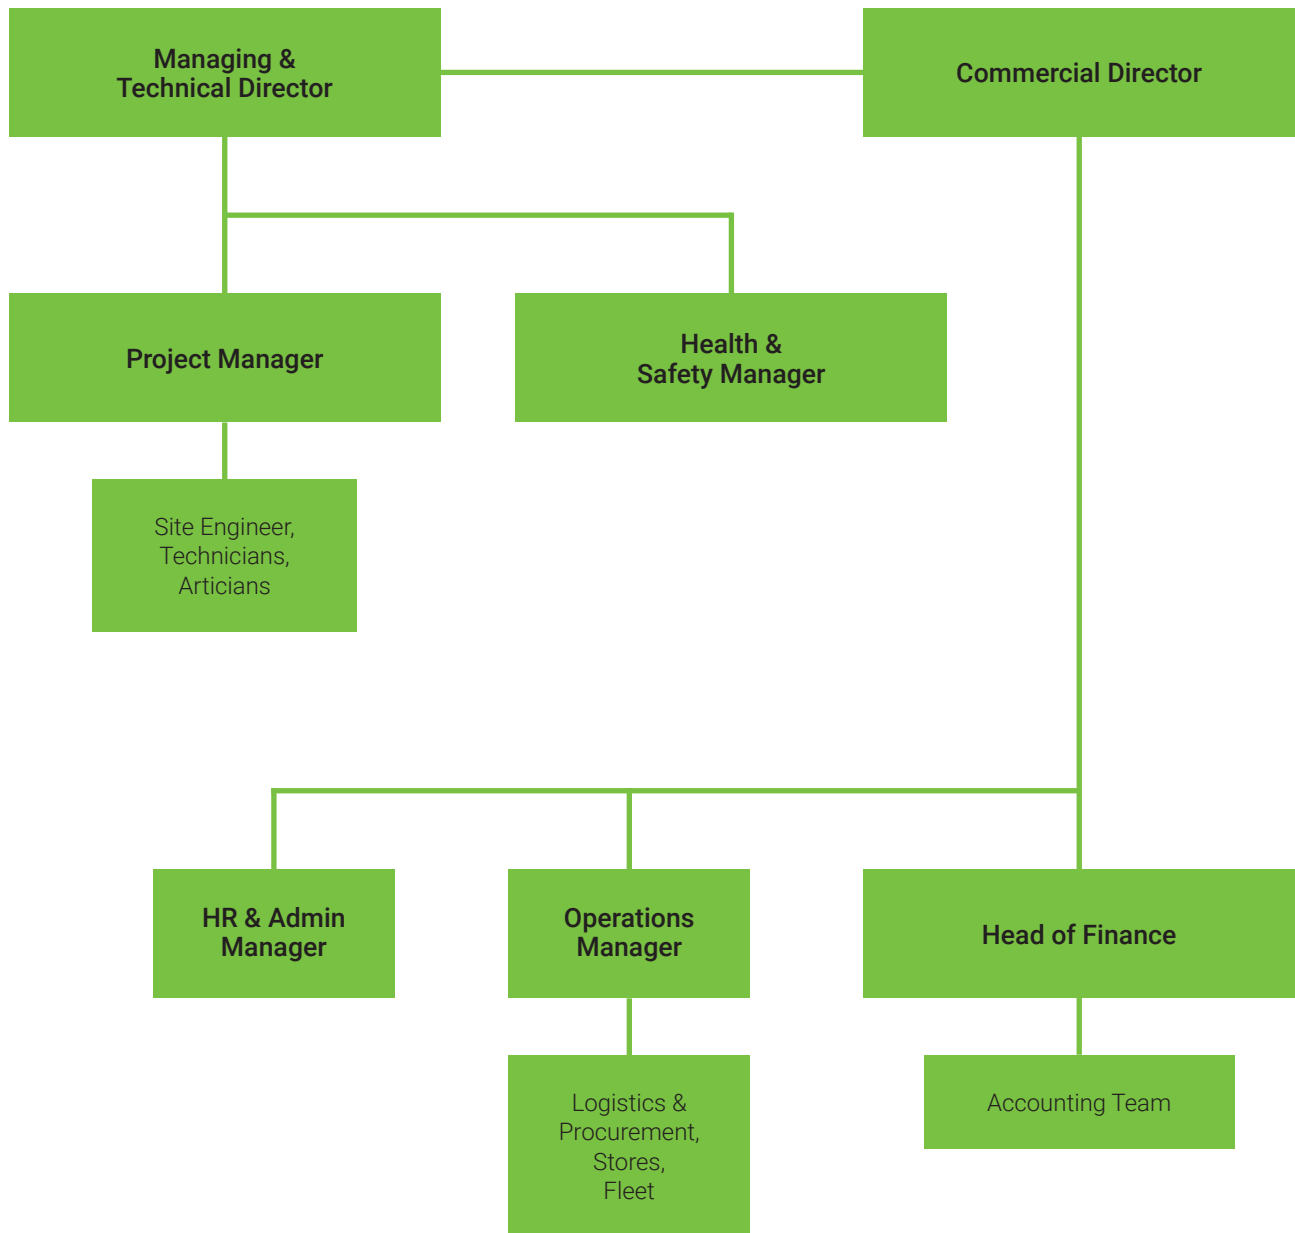 Managing &
Technical Director
Commercial Director
Project Manager
Health &
Safety Manager
Site Engineer,
Technicians,
Articians
HR & Admin
Manager
Operations
Manager
Head of Finance
Logistics &
Procurement,
Stores,
Fleet
Accounting Team